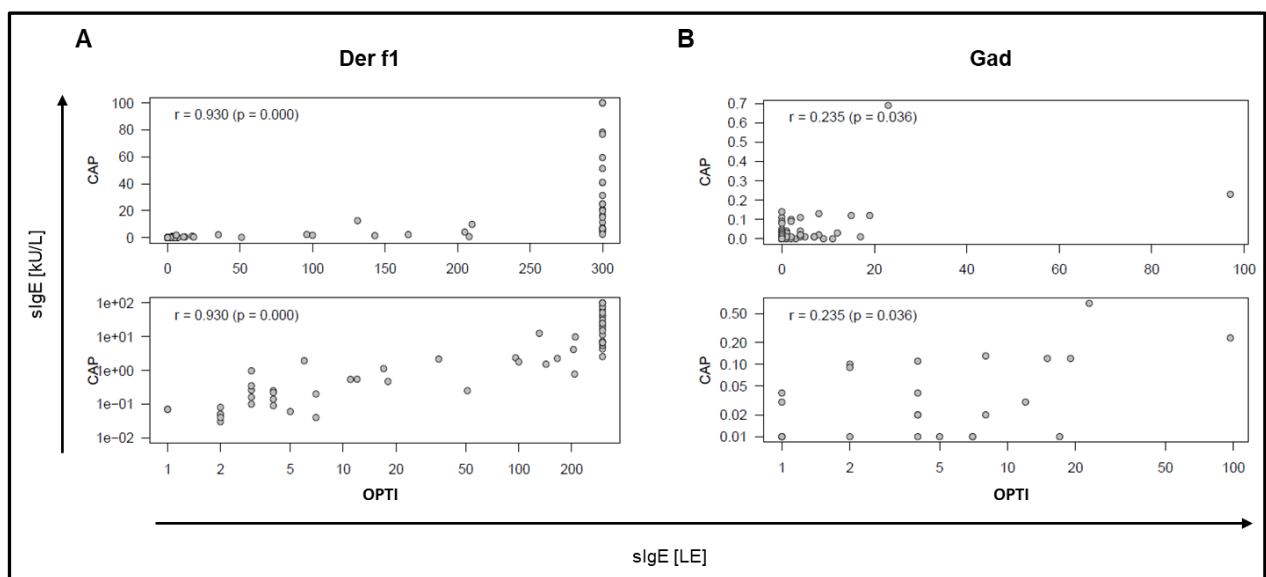 A
Der f1
B
Gad
sIgE [kU/L]
r = 0.930 (p = 0.000)
CAP
100
80
60
40
20
0
0 50 100 150 200 250 300
r = 0.235 (p = 0.036)
CAP
0.7
0.6
0.5
0.4
0.3
0.2
0.1
0.0
0 20 40 60 80 100
r = 0.930 (p = 0.000)
CAP
1e+02
1e+01
1e+00
1e-01
1e-02
1 2 5 10 20 50 100 200
OPTI
r = 0.235 (p = 0.036)
CAP
0.50
0.20
0.10
0.05
0.02
0.01
1 2 5 10 20 50 100
OPTI
sIgE [LE]